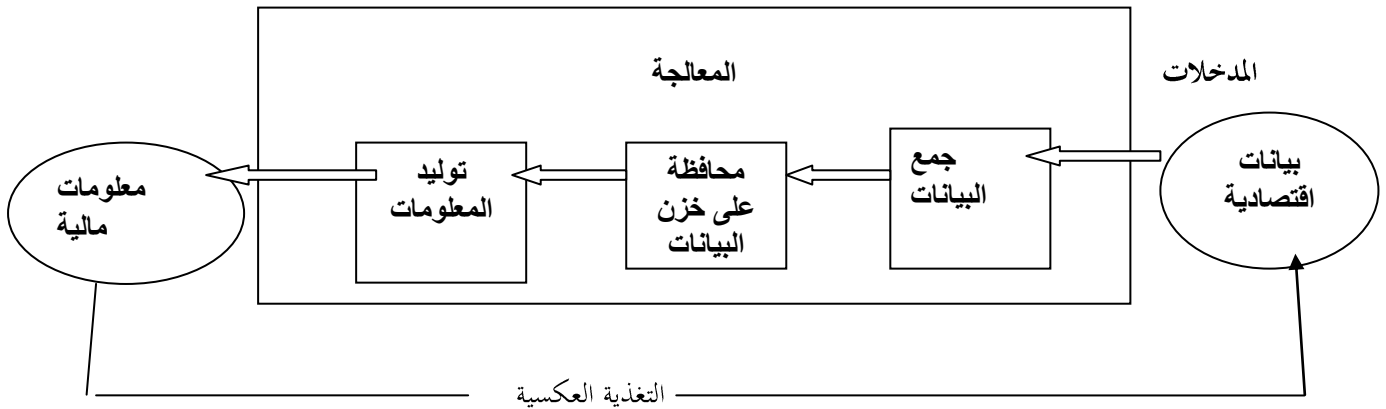 المعالجة
المدخلات
بيانات
اقتصادية
جمع
البيانات
محافظة
على خزن
البيانات
توليد
المعلومات
معلومات
مالية
التغذية العكسية